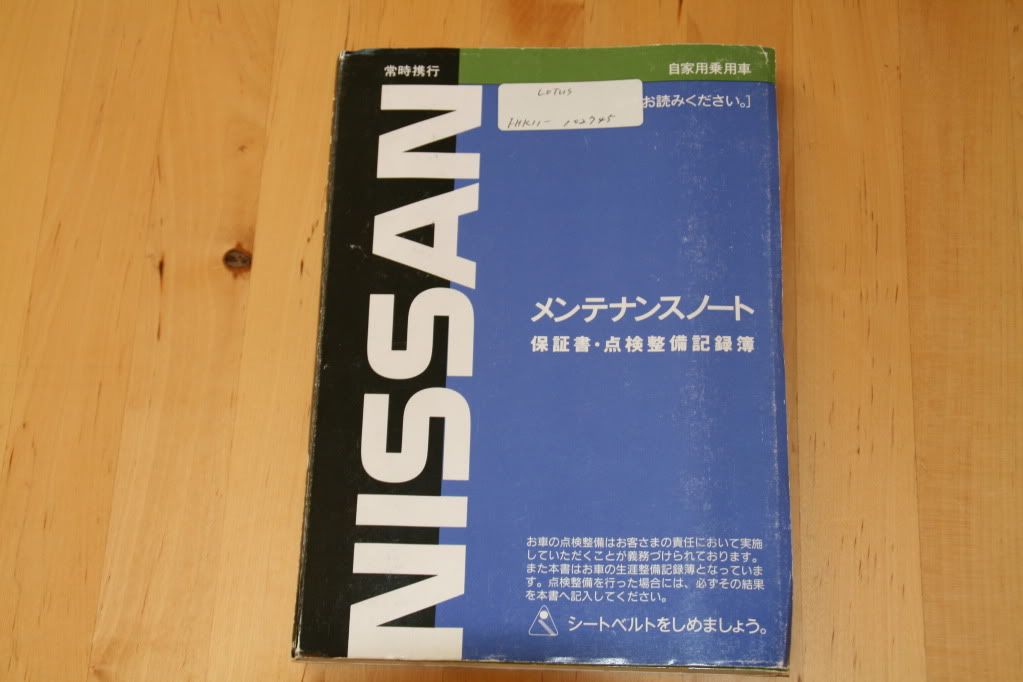 常時携行
自家用乗用車
LOTUS
お読みください。]
FHK11- 102745
NISSAN
メンテナンスノート
保証書・点検整備記録簿
お車の点検整備はお客さまの責任において実施
していただくことが義務づけられております。
また本書はお車の生涯整備記録簿となっていま
す。点検整備を行った場合には、必ずその結果
を本書へ記入してください。
シートベルトをしめましょう。